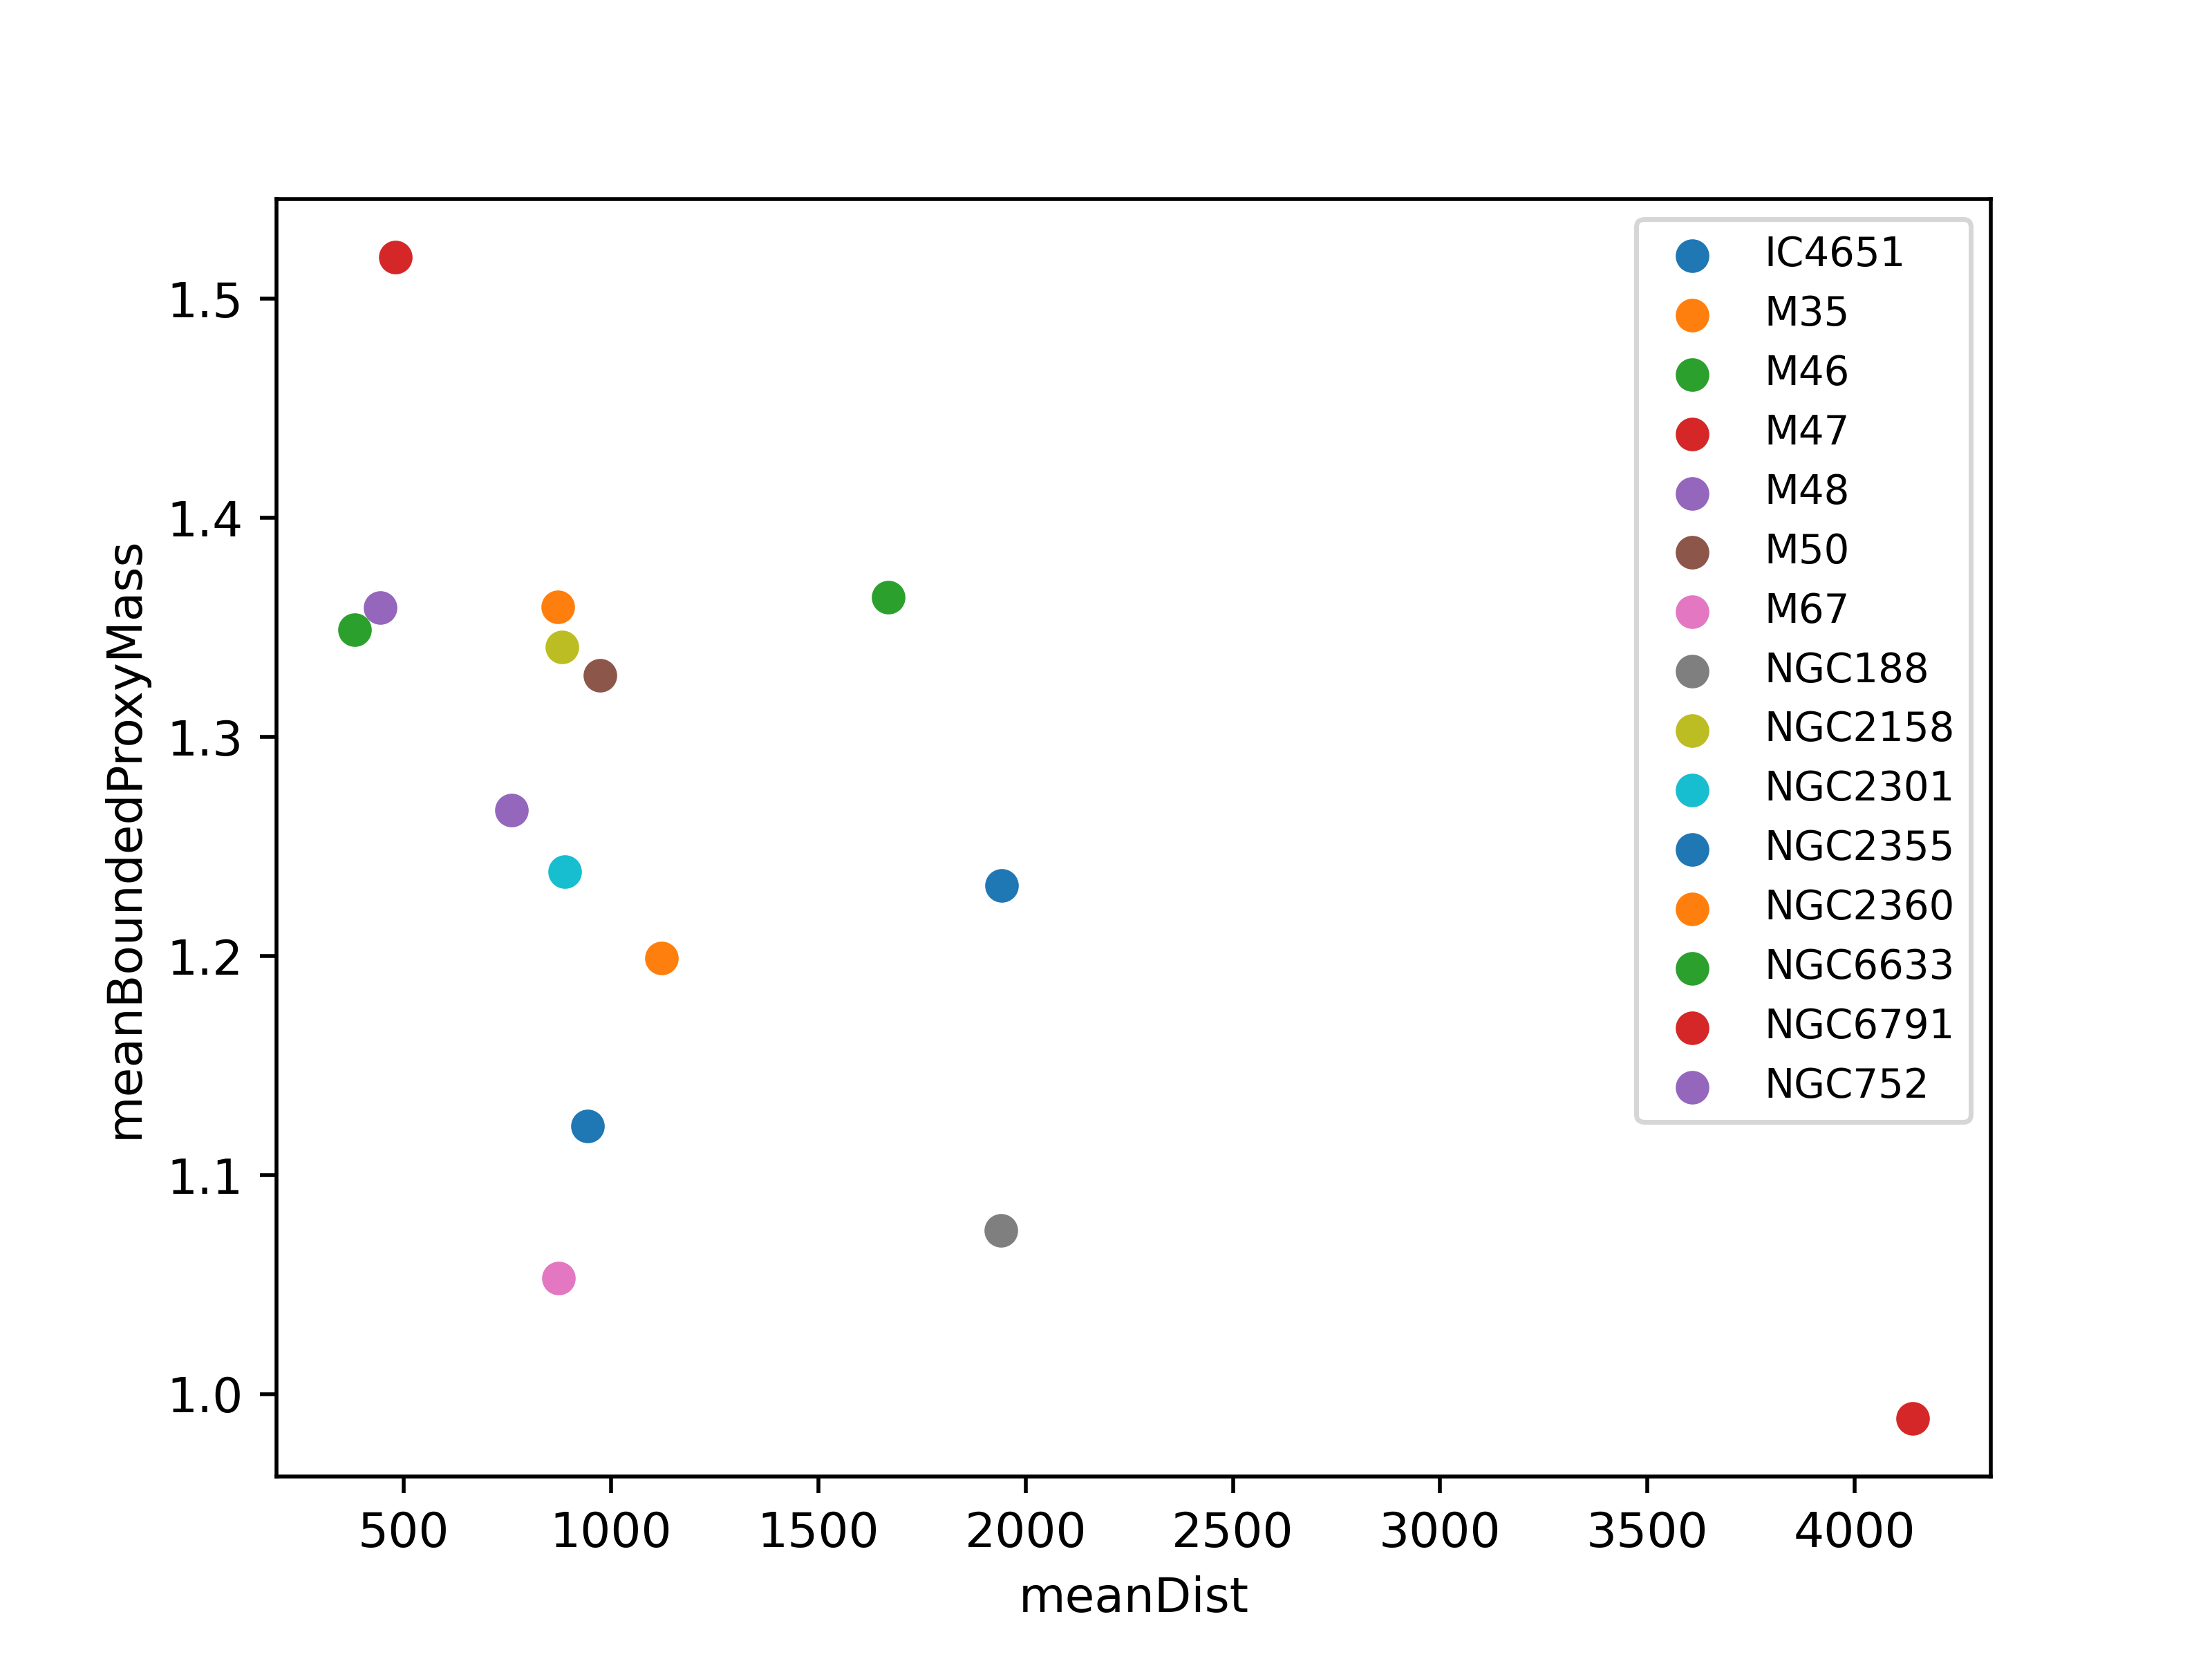 meanBoundedProxyMass
1.5
1.4
1.3
1.2
1.1
1.0
500 1000 1500 2000 2500 3000 3500 4000
meanDist
IC4651
M35
M46
M47
M48
M50
M67
NGC188
NGC2158
NGC2301
NGC2355
NGC2360
NGC6633
NGC6791
NGC752